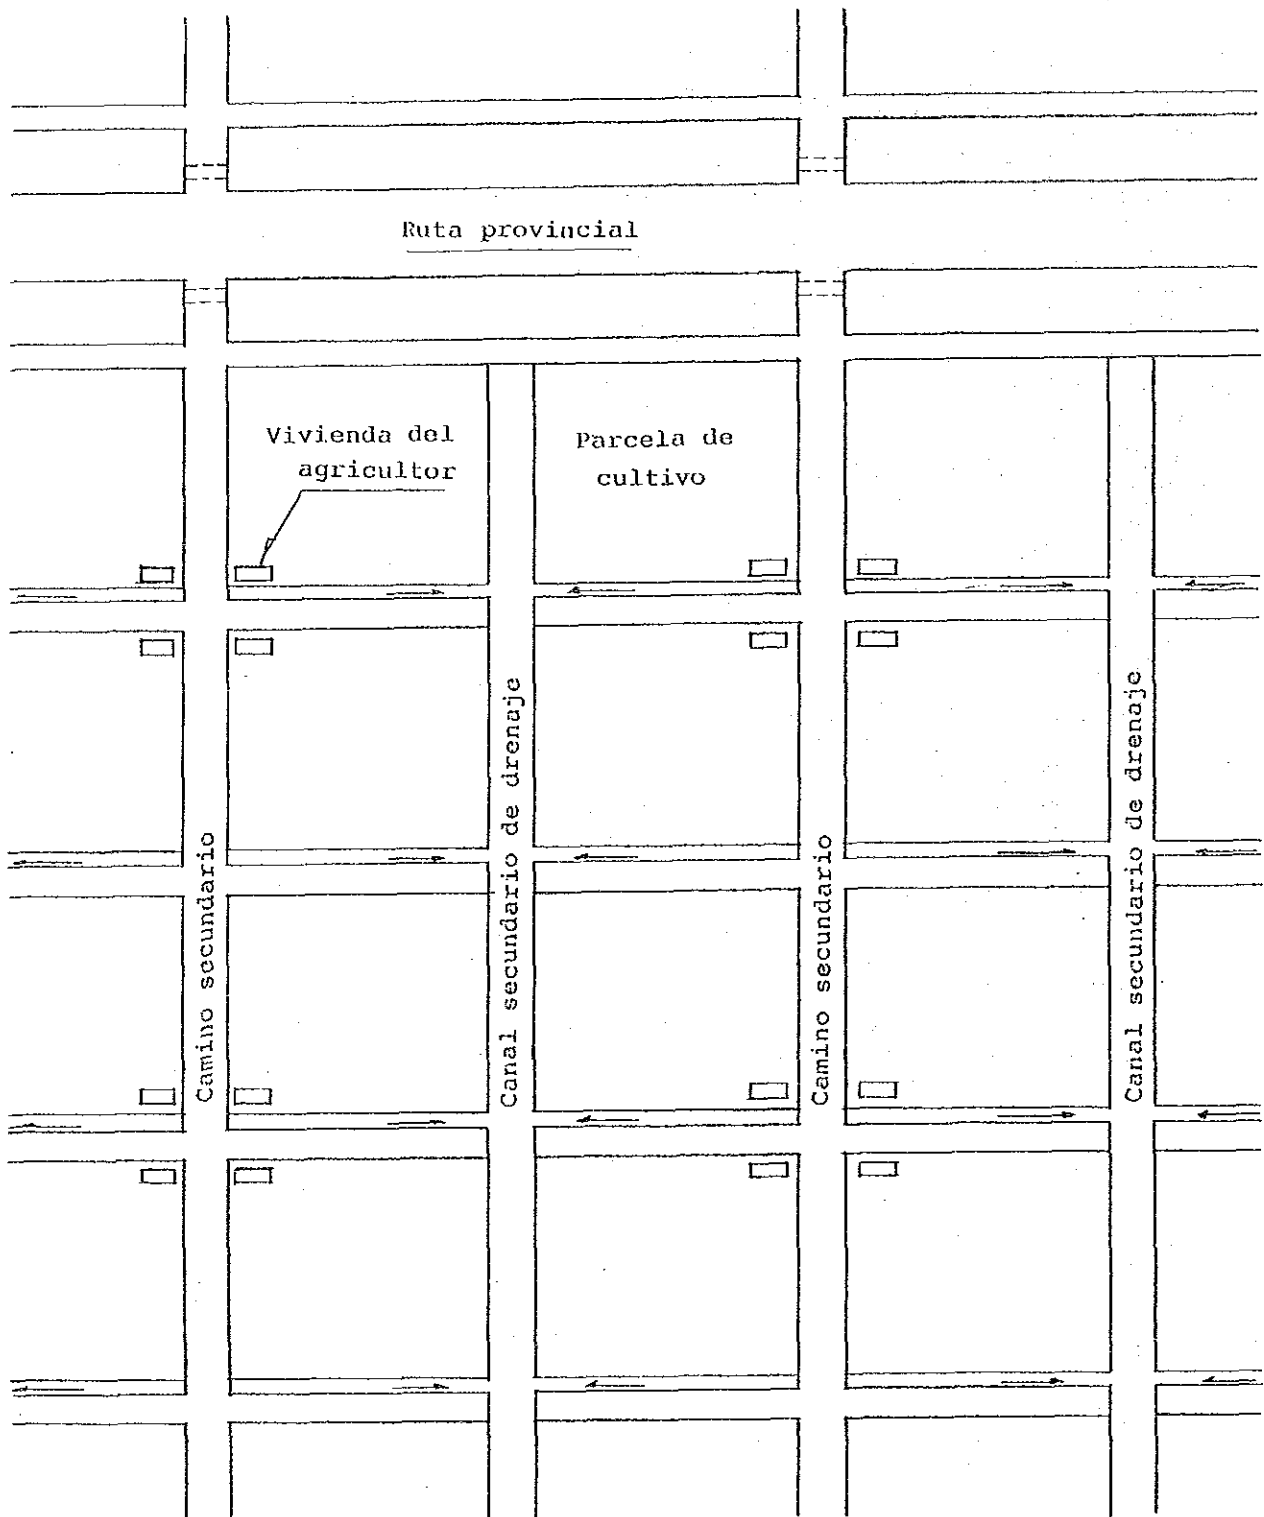 Ruta provincial
Vivienda del
agricultor
Parcela de
cultivo
Camino secundario
Canal secundario de drenaje
Camino secundario
Canal secundario de drenaje